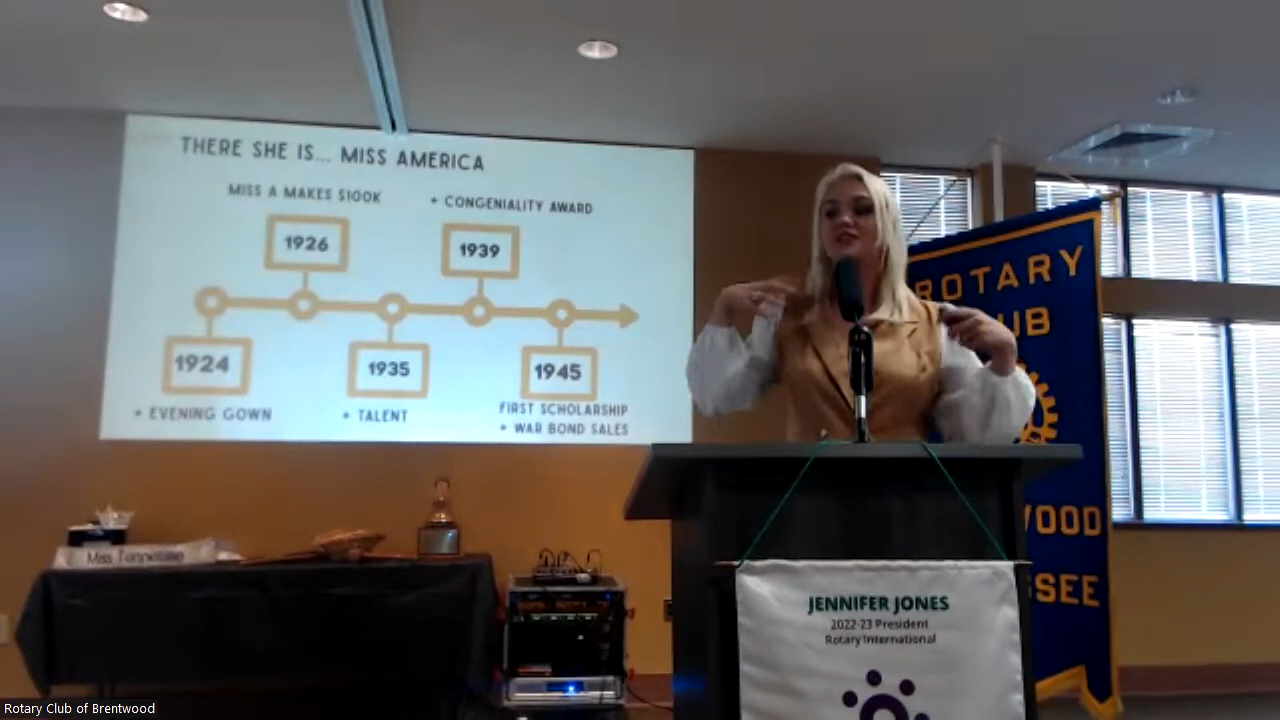 THERE SHE IS... MISS AMERICA
MISS A MAKES $100K
+ CONGENIALITY AWARD
1926
1939
1924
1935
1945
+ EVENING GOWN
+ TALENT
FIRST SCHOLARSHIP
+ WAR BOND SALES
ROTARY
UB
WOOD
SSEE
Miss Tennessee
JENNIFER JONES
2022-23 President
Rotary International
Rotary Club of Brentwood